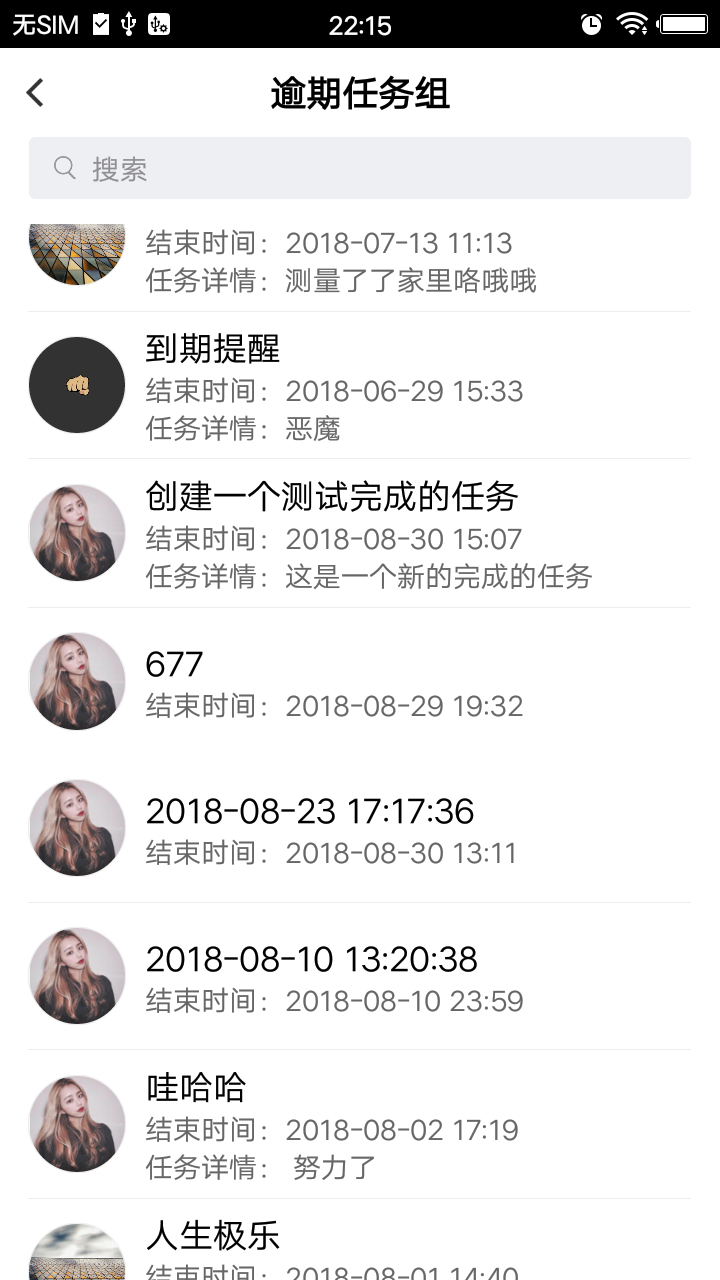 无SIM 22:15
逾期任务组
搜索
结束时间：2018-07-13 11:13
任务详情：测量了了家里咯哦哦
到期提醒
结束时间：2018-06-29 15:33
任务详情：恶魔
创建一个测试完成的任务
结束时间：2018-08-30 15:07
任务详情：这是一个新的完成的任务
677
结束时间：2018-08-29 19:32
2018-08-23 17:17:36
结束时间：2018-08-30 13:11
2018-08-10 13:20:38
结束时间：2018-08-10 23:59
哇哈哈
结束时间：2018-08-02 17:19
任务详情： 努力了
人生极乐
结束时间：2018-08-01 14:40